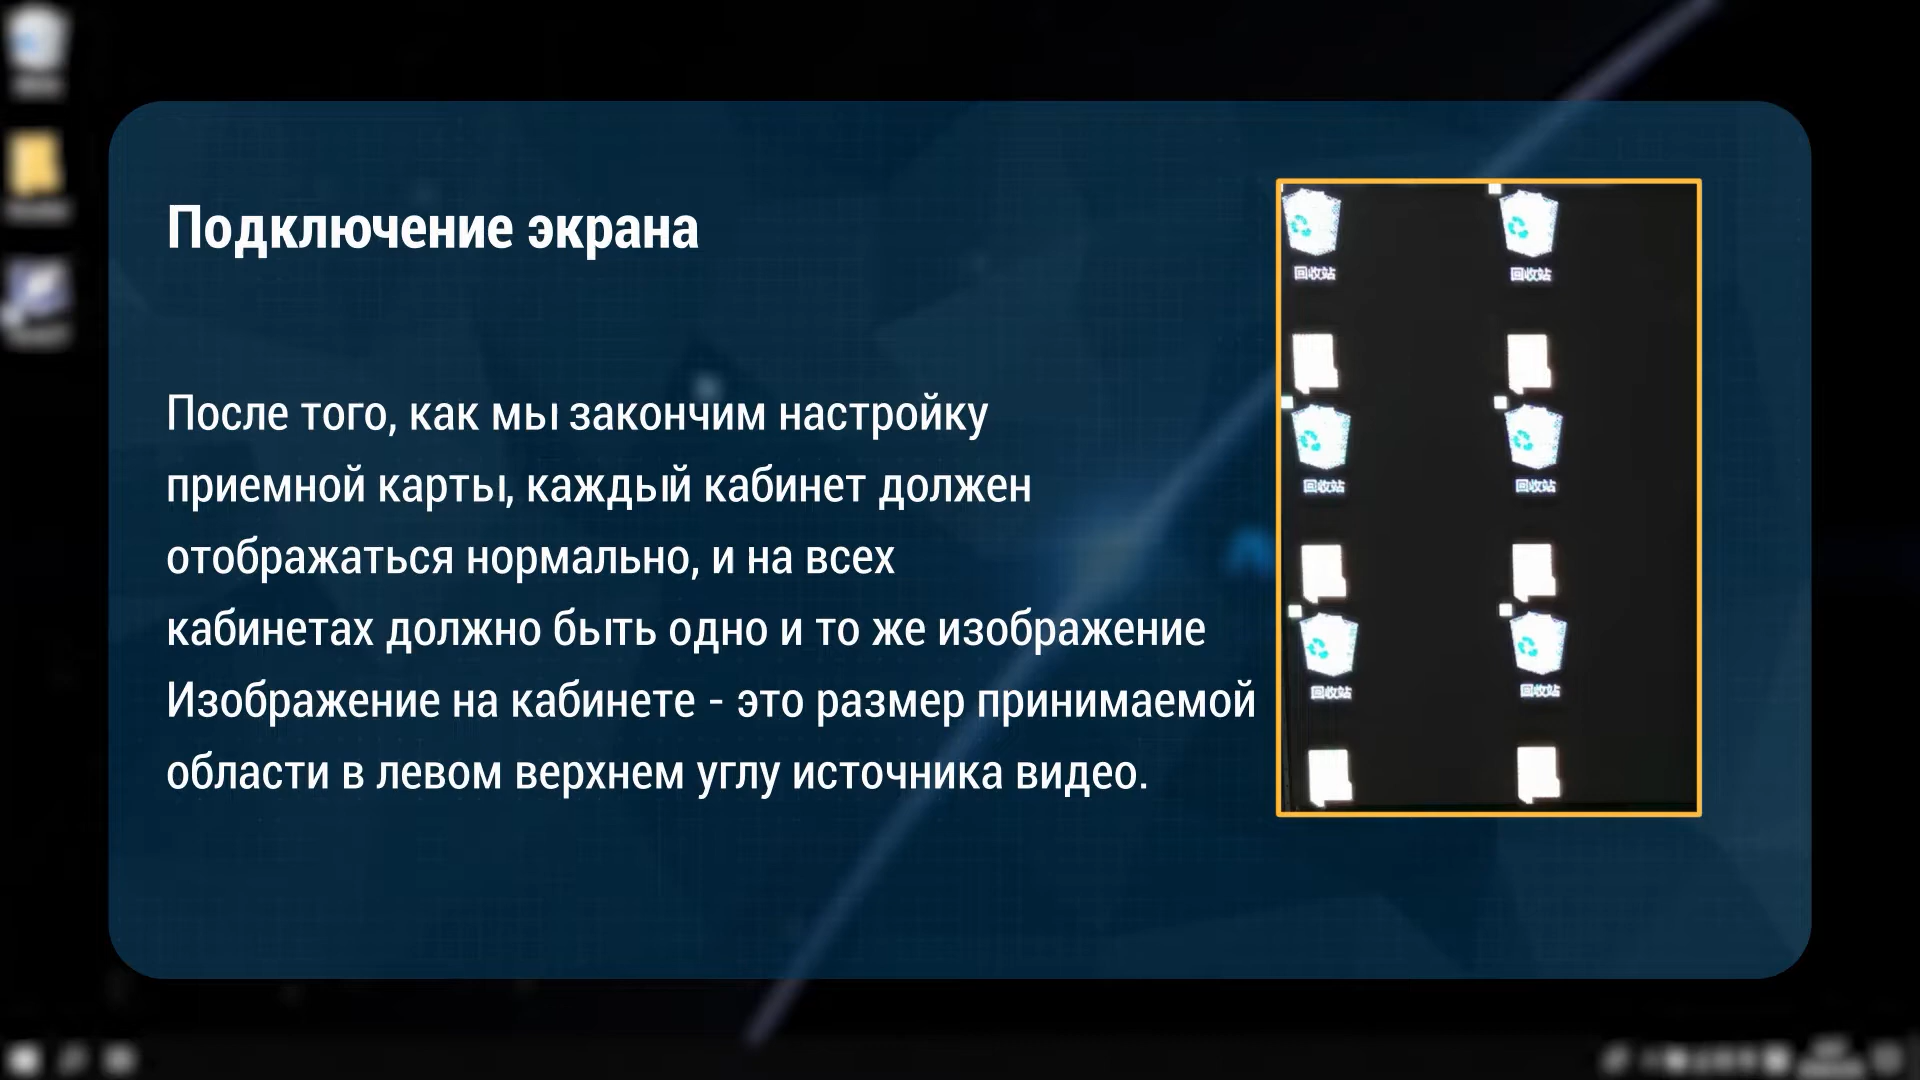 Подключение экрана
После того, как мы закончим настройку
приемной карты, каждый кабинет должен
отображаться нормально, и на всех
кабинетах должно быть одно и то же изображение
Изображение на кабинете - это размер принимаемой
области в левом верхнем углу источника видео.
回收站 回收站
回收站 回收站
回收站 回收站